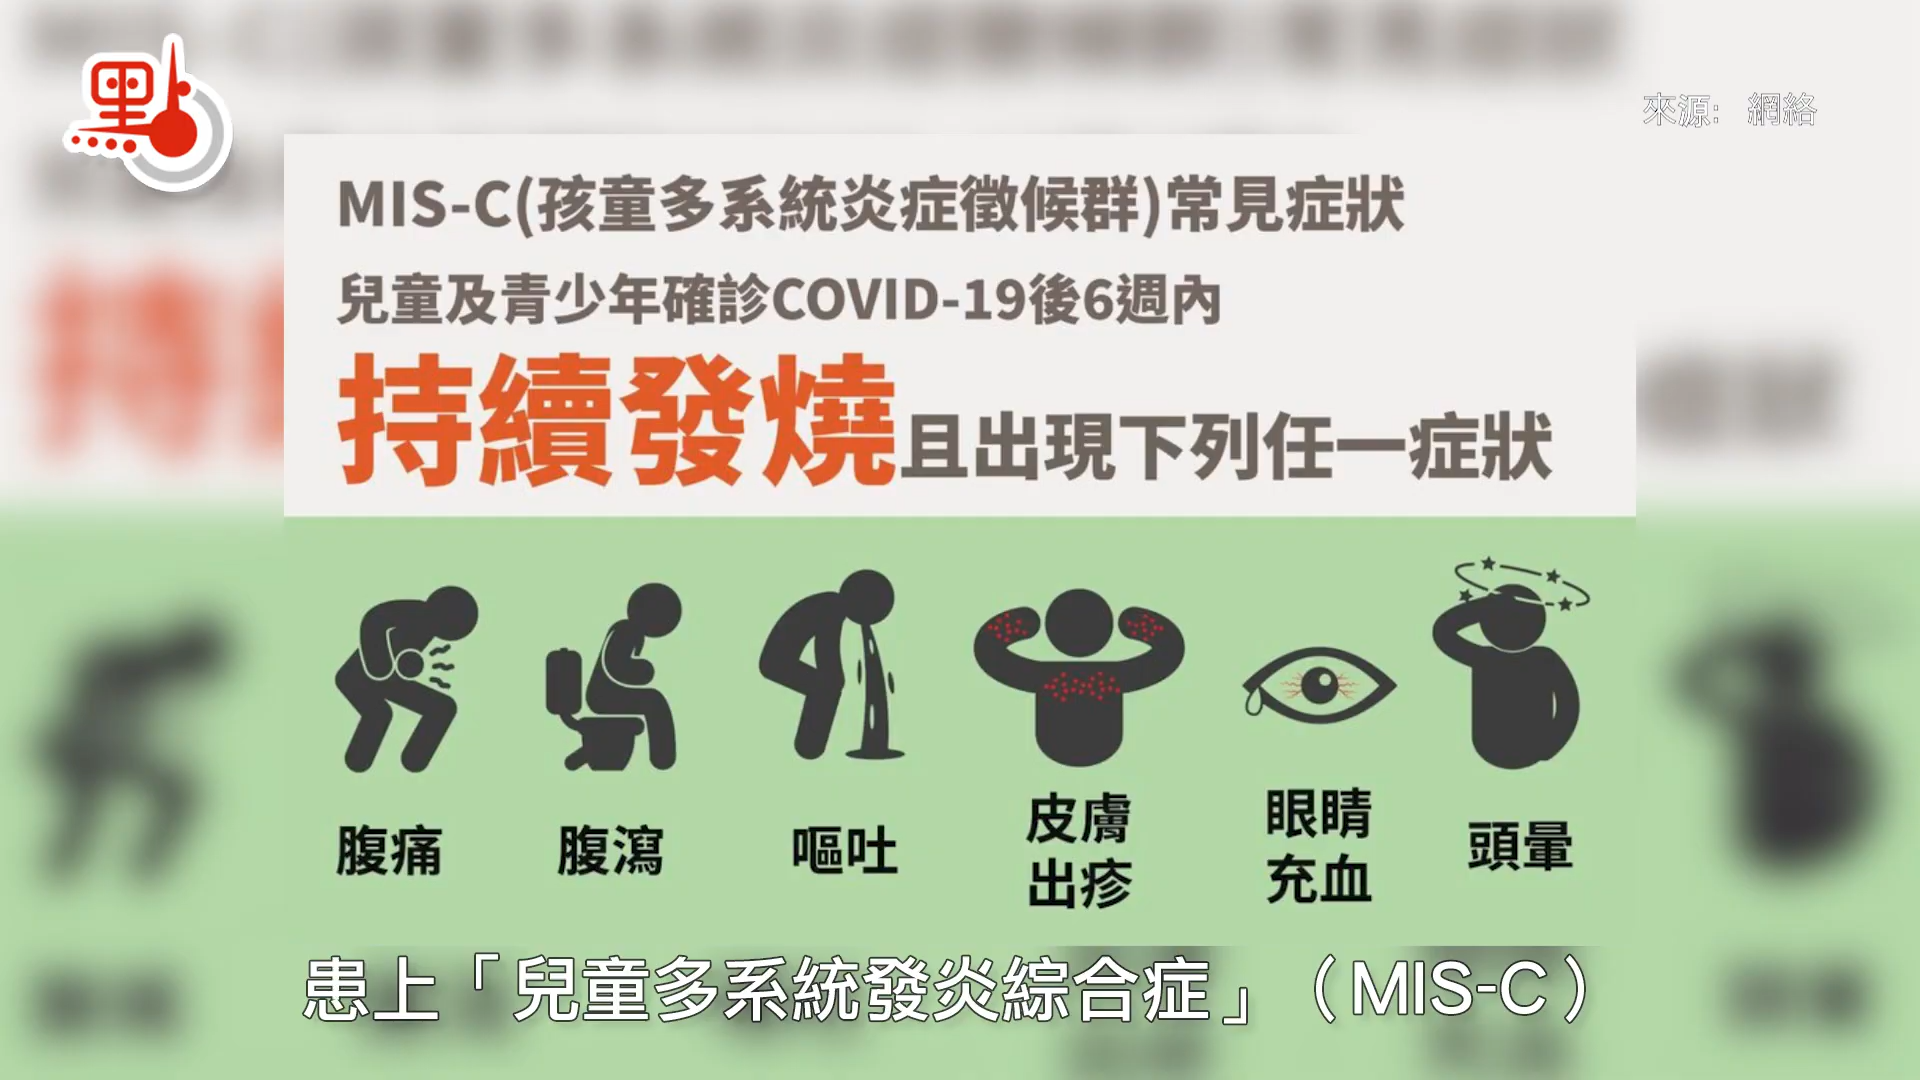 點
來源: 網絡
MIS-C(孩童多系統炎症徵候群)常見症狀
兒童及青少年確診COVID-19後6週內
持續發燒且出現下列任一症狀
腹痛
腹瀉
嘔吐
皮膚
出疹
眼睛
充血
頭暈
患上「兒童多系統發炎綜合症」（MIS-C）